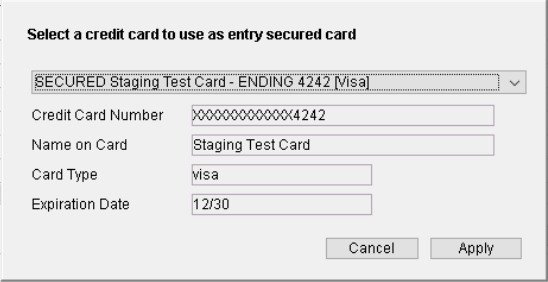 Select a credit card to use as entry secured card
SECURED Staging Test Card - ENDING 4242 [Visa]
Credit Card Number XXXXXXXXXXXX4242
Name on Card Staging Test Card
Card Type visa
Expiration Date 12/30
Cancel Apply